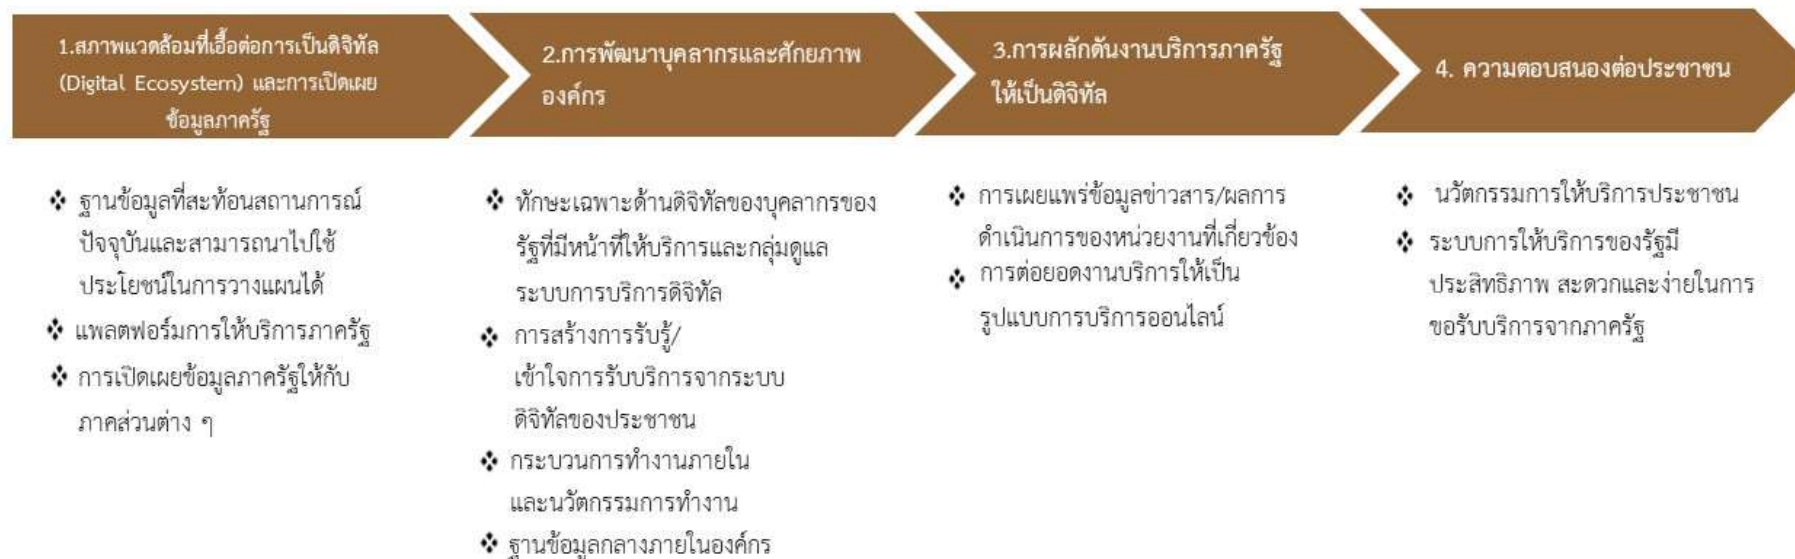 1.สภาพแวดล้อมที่เอื้อต่อการเป็นดิจิทัล
(Digital Ecosystem) และการเปิดเผย
ข้อมูลภาครัฐ
❖ ฐานข้อมูลที่สะท้อนสถานการณ์
ปัจจุบันและสามารถนาไปใช้
ประโยชน์ในการวางแผนได้
❖ แพลตฟอร์มการให้บริการภาครัฐ
❖ การเปิดเผยข้อมูลภาครัฐให้กับ
ภาคส่วนต่าง ๆ
2.การพัฒนาบุคลากรและศักยภาพ
องค์กร
❖ ทักษะเฉพาะด้านดิจิทัลของบุคลากรของ
รัฐที่มีหน้าที่ให้บริการและกลุ่มดูแล
ระบบการบริการดิจิทัล
❖ การสร้างการรับรู้/
เข้าใจการรับบริการจากระบบ
ดิจิทัลของประชาชน
❖ กระบวนการทำงานภายใน
และนวัตกรรมการทำงาน
❖ ฐานข้อมูลกลางภายในองค์กร
3.การผลักดันงานบริการภาครัฐ
ให้เป็นดิจิทัล
❖ การเผยแพร่ข้อมูลข่าวสาร/ผลการ
ดำเนินการของหน่วยงานที่เกี่ยวข้อง
❖ การต่อยอดงานบริการให้เป็น
รูปแบบการบริการออนไลน์
4. ความตอบสนองต่อประชาชน
❖ นวัตกรรมการให้บริการประชาชน
❖ ระบบการให้บริการของรัฐมี
ประสิทธิภาพ สะดวกและง่ายในการ
ขอรับบริการจากภาครัฐ